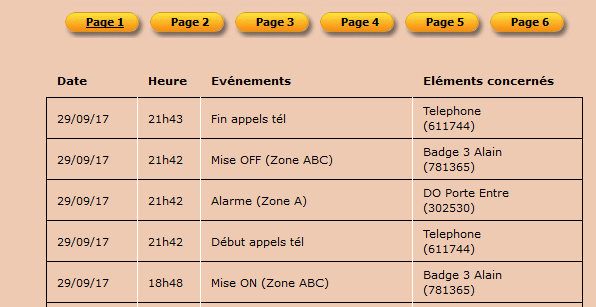 Page 1 Page 2 Page 3 Page 4 Page 5 Page 6
Date Heure Evénements Eléments concernés
29/09/17 21h43 Fin appels tél Telephone
(611744)
29/09/17 21h42 Mise OFF (Zone ABC) Badge 3 Alain
(781365)
29/09/17 21h42 Alarme (Zone A) DO Porte Entre
(302530)
29/09/17 21h42 Début appels tél Telephone
(611744)
29/09/17 18h48 Mise ON (Zone ABC) Badge 3 Alain
(781365)